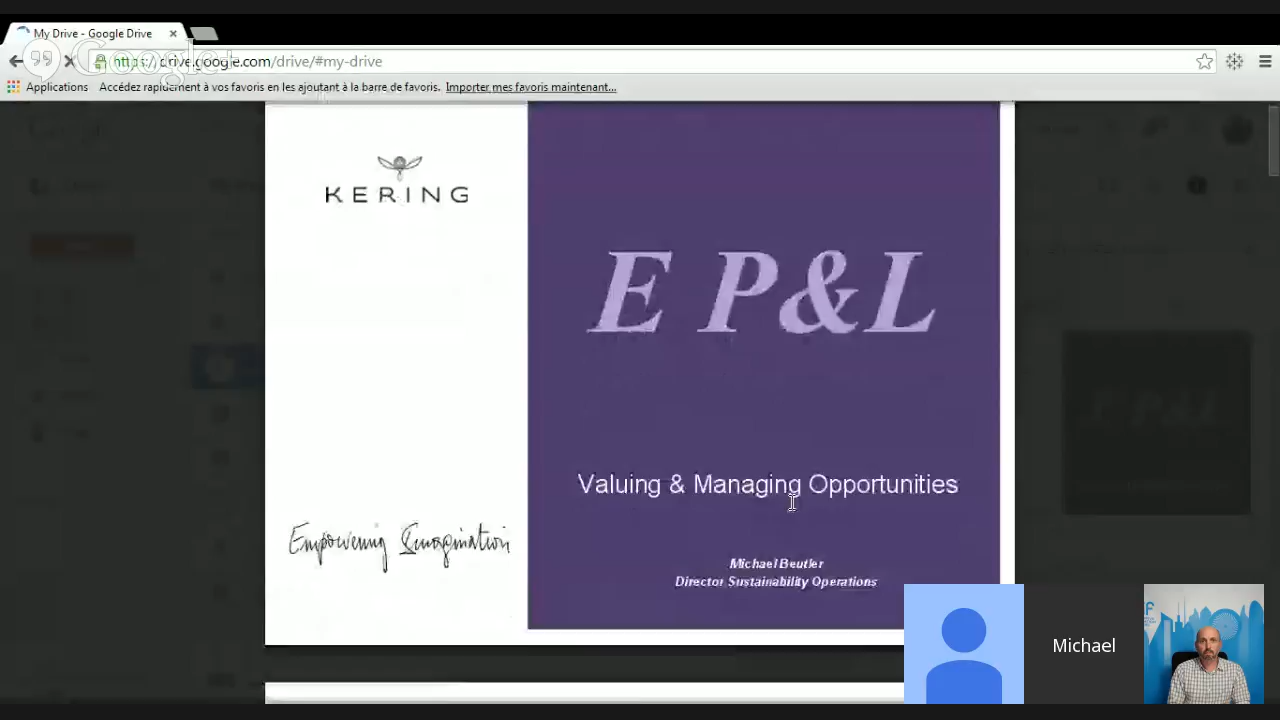 My Drive - Google Drive
Google+
https://drive.google.com/drive/#my-drive
Applications
Accédez rapidement à vos favoris en les ajoutant à la barre de favoris.
Importer mes favoris maintenant...
KERING
E P&L
Valuing & Managing Opportunities
Empowering Imagination
Michael Beutler
Director Sustainability Operations
Michael